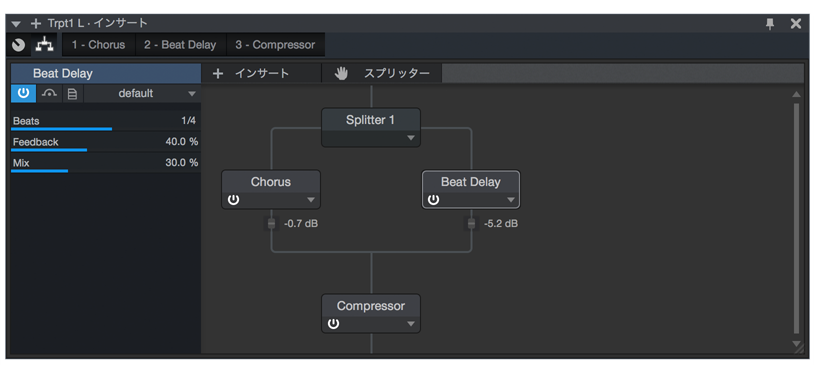 Trpt1 L · インサート
1 - Chorus 2 - Beat Delay 3 - Compressor
Beat Delay
インサート スプリッター
default
Beats 1/4
Feedback 40.0 %
Mix 30.0 %
Splitter 1
Chorus Beat Delay
-0.7 dB -5.2 dB
Compressor